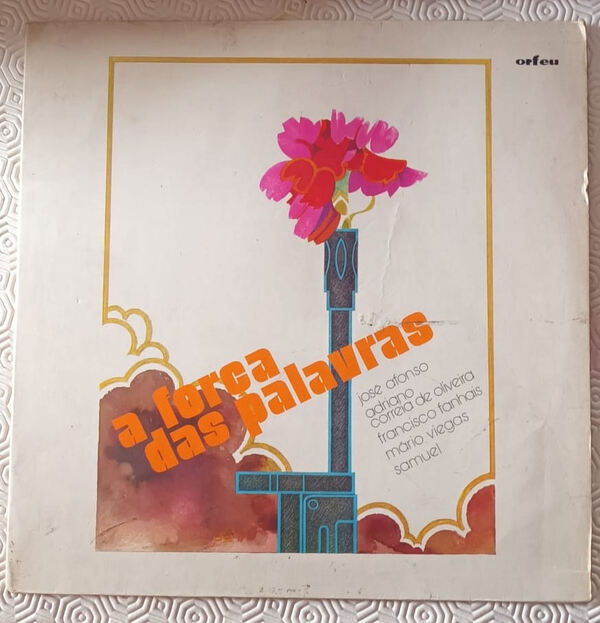 orfeu
a força
das palavras
josé afonso
adriano
correia de oliveira
francisco fanhais
mário viegas
samuel